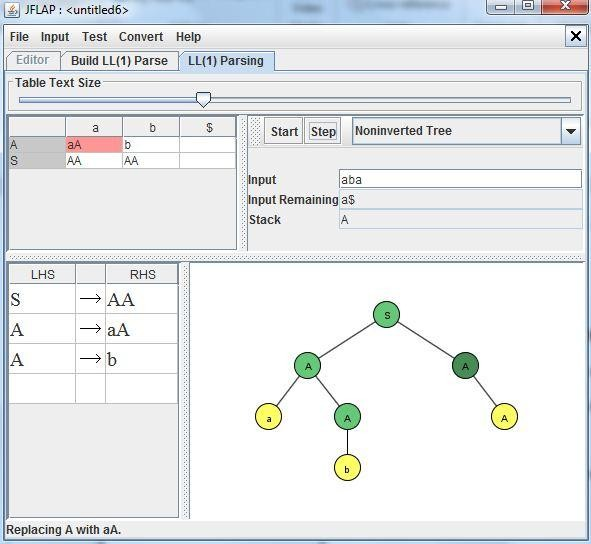 JFLAP : <untitled6>
File Input Test Convert Help
Editor Build LL(1) Parse LL(1) Parsing
Table Text Size
a b $
A aA b
S AA AA
Start Step Noninverted Tree
Input aba
Input Remaining a$
Stack A
LHS RHS
S → AA
A → aA
A → b
S
A A
a A A
b
Replacing A with aA.